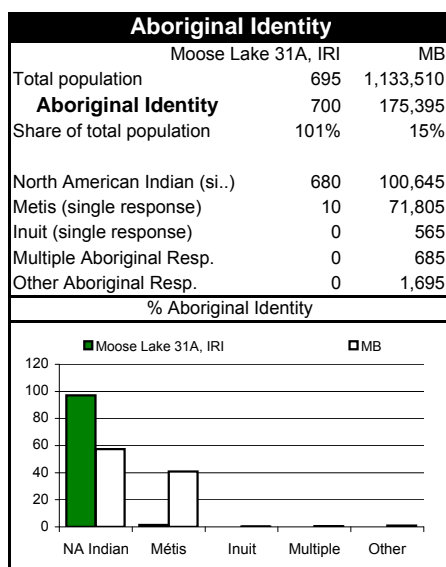 Aboriginal Identity
Moose Lake 31A, IRI MB
Total population 695 1,133,510
Aboriginal Identity 700 175,395
Share of total population 101% 15%
North American Indian (si..) 680 100,645
Metis (single response) 10 71,805
Inuit (single response) 0 565
Multiple Aboriginal Resp. 0 685
Other Aboriginal Resp. 0 1,695
% Aboriginal Identity
Moose Lake 31A, IRI MB
120
100
80
60
40
20
0
NA Indian Métis Inuit Multiple Other